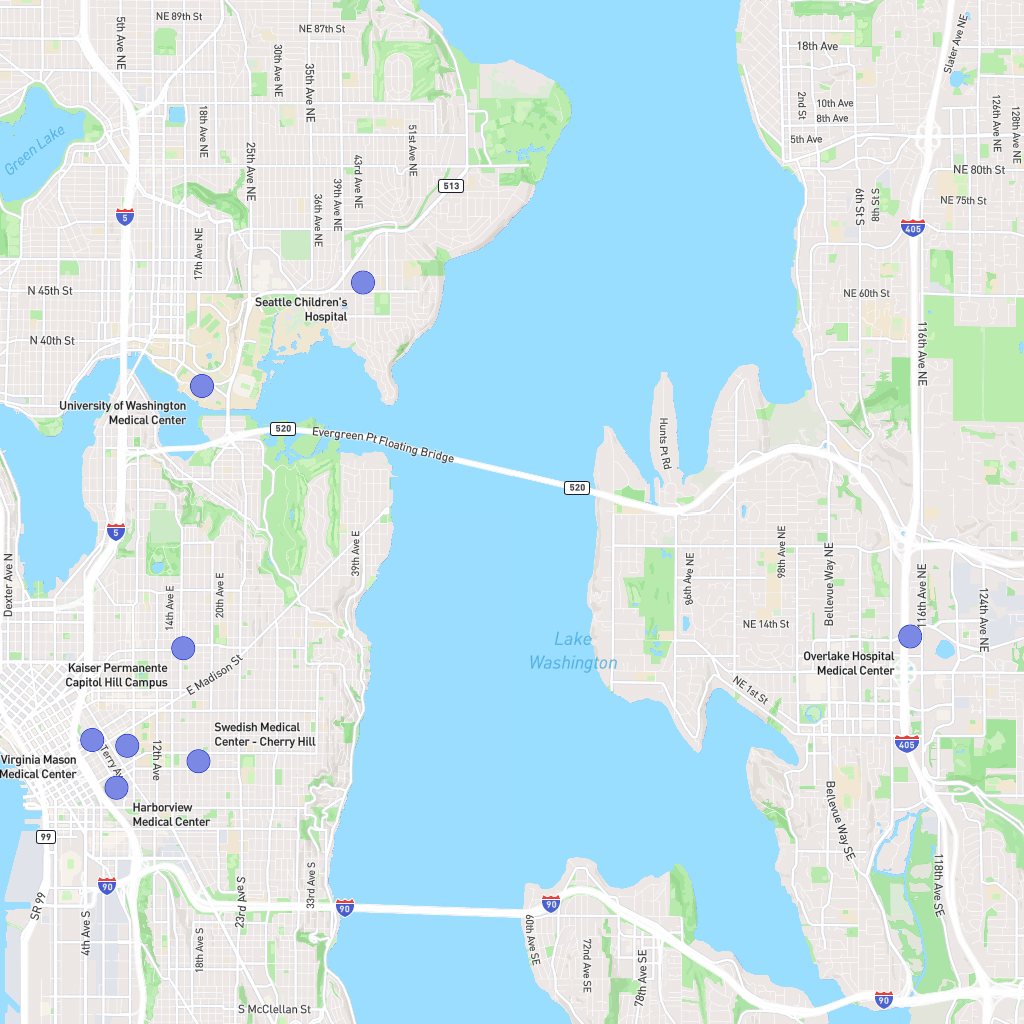 NE 89th St
NE 87th St
5th Ave NE
30th Ave NE
35th Ave NE
18th Ave
Slater Ave NE
2nd St
10th Ave
8th Ave
126th Ave NE
128th Ave NE
Green Lake
18th Ave NE
25th Ave NE
51st Ave NE
5th Ave
43rd Ave NE
NE 80th St
39th Ave NE
513
36th Ave NE
6th St S
8th St S
NE 75th St
5
405
17th Ave NE
N 45th St
Seattle Children's
Hospital
NE 60th St
N 40th St
116th Ave NE
University of Washington
Medical Center
520
Evergreen Pt Floating Bridge
Hunts Pt Rd
520
5
Dexter Ave N
39th Ave E
86th Ave NE
98th Ave NE
Bellevue Way NE
116th Ave NE
124th Ave NE
14th Ave E
20th Ave E
NE 14th St
Lake
Washington
Overlake Hospital
Medical Center
Kaiser Permanente
Capitol Hill Campus
E Madison St
NE 1st St
Swedish Medical
Center - Cherry Hill
405
Virginia Mason
Medical Center
Terry Av
12th Ave
Harborview
Medical Center
Bellevue Way SE
99
118th Ave SE
90
SR 99
4th Ave S
23rd Ave S
33rd Ave S
90
90
60th Ave SE
18th Ave S
72nd Ave SE
78th Ave SE
90
S McClellan St